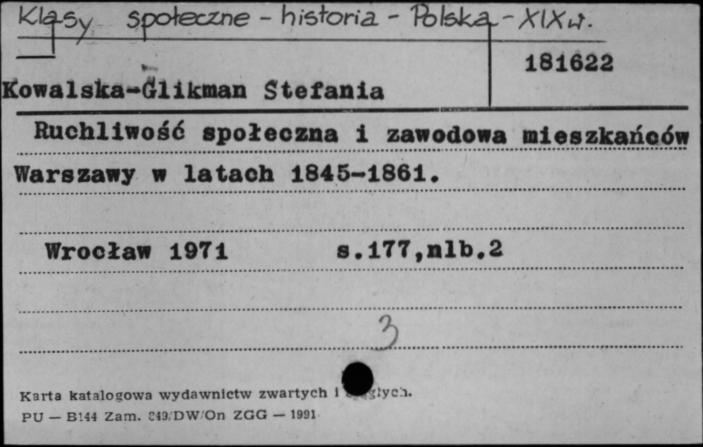 Klasy społeczne - historia - Polska - XIX w.
181622
Kowalska-Glikman Stefania
Ruchliwość społeczna i zawodowa mieszkańców
Warszawy w latach 1845-1861.
Wrocław 1971 s.177,nlb.2
3
Karta katalogowa wydawnictw zwartych i
PU — B144 Zam. 249/DW/On ZGG — 1991